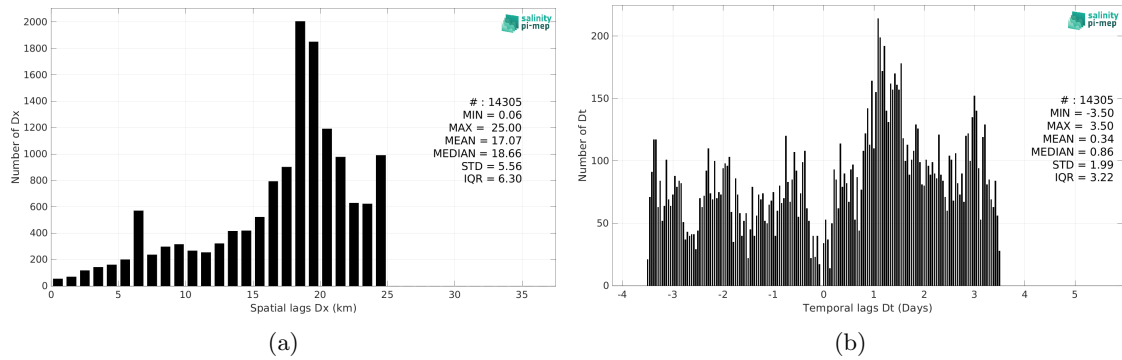 salinity
pi-mep
2000
1800
1600
1400
1200
1000
800
600
400
200
0
Number of Dx
# : 14305
MIN = 0.06
MAX = 25.00
MEAN = 17.07
MEDIAN = 18.66
STD = 5.56
IQR = 6.30
0 5 10 15 20 25 30 35
Spatial lags Dx (km)
(a)
salinity
pi-mep
200
150
100
50
0
Number of Dt
# : 14305
MIN = -3.50
MAX = 3.50
MEAN = 0.34
MEDIAN = 0.86
STD = 1.99
IQR = 3.22
-4 -3 -2 -1 0 1 2 3 4 5
Temporal lags Dt (Days)
(b)